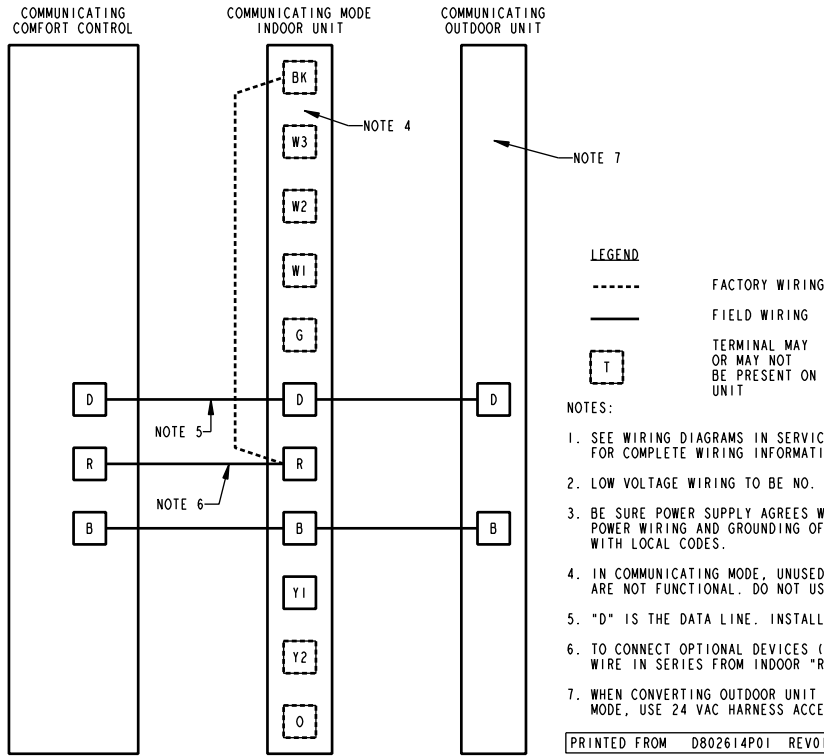 COMMUNICATING
COMFORT CONTROL
COMMUNICATING MODE
INDOOR UNIT
COMMUNICATING
OUTDOOR UNIT
BK
NOTE 4
W3
NOTE 7
W2
W1
G
D
D
D
NOTE 5
R
R
NOTE 6
B
B
B
Y1
Y2
O
LEGEND
FACTORY WIRING
FIELD WIRING
T
TERMINAL MAY
OR MAY NOT
BE PRESENT ON
UNIT
NOTES:
1. SEE WIRING DIAGRAMS IN SERVIC
FOR COMPLETE WIRING INFORMATI
2. LOW VOLTAGE WIRING TO BE NO.
3. BE SURE POWER SUPPLY AGREES W
POWER WIRING AND GROUNDING OF
WITH LOCAL CODES.
4. IN COMMUNICATING MODE, UNUSED
ARE NOT FUNCTIONAL. DO NOT US
5. "D" IS THE DATA LINE. INSTALL
6. TO CONNECT OPTIONAL DEVICES (
WIRE IN SERIES FROM INDOOR "R
7. WHEN CONVERTING OUTDOOR UNIT
MODE, USE 24 VAC HARNESS ACCE
PRINTED FROM D802614P01 REV01